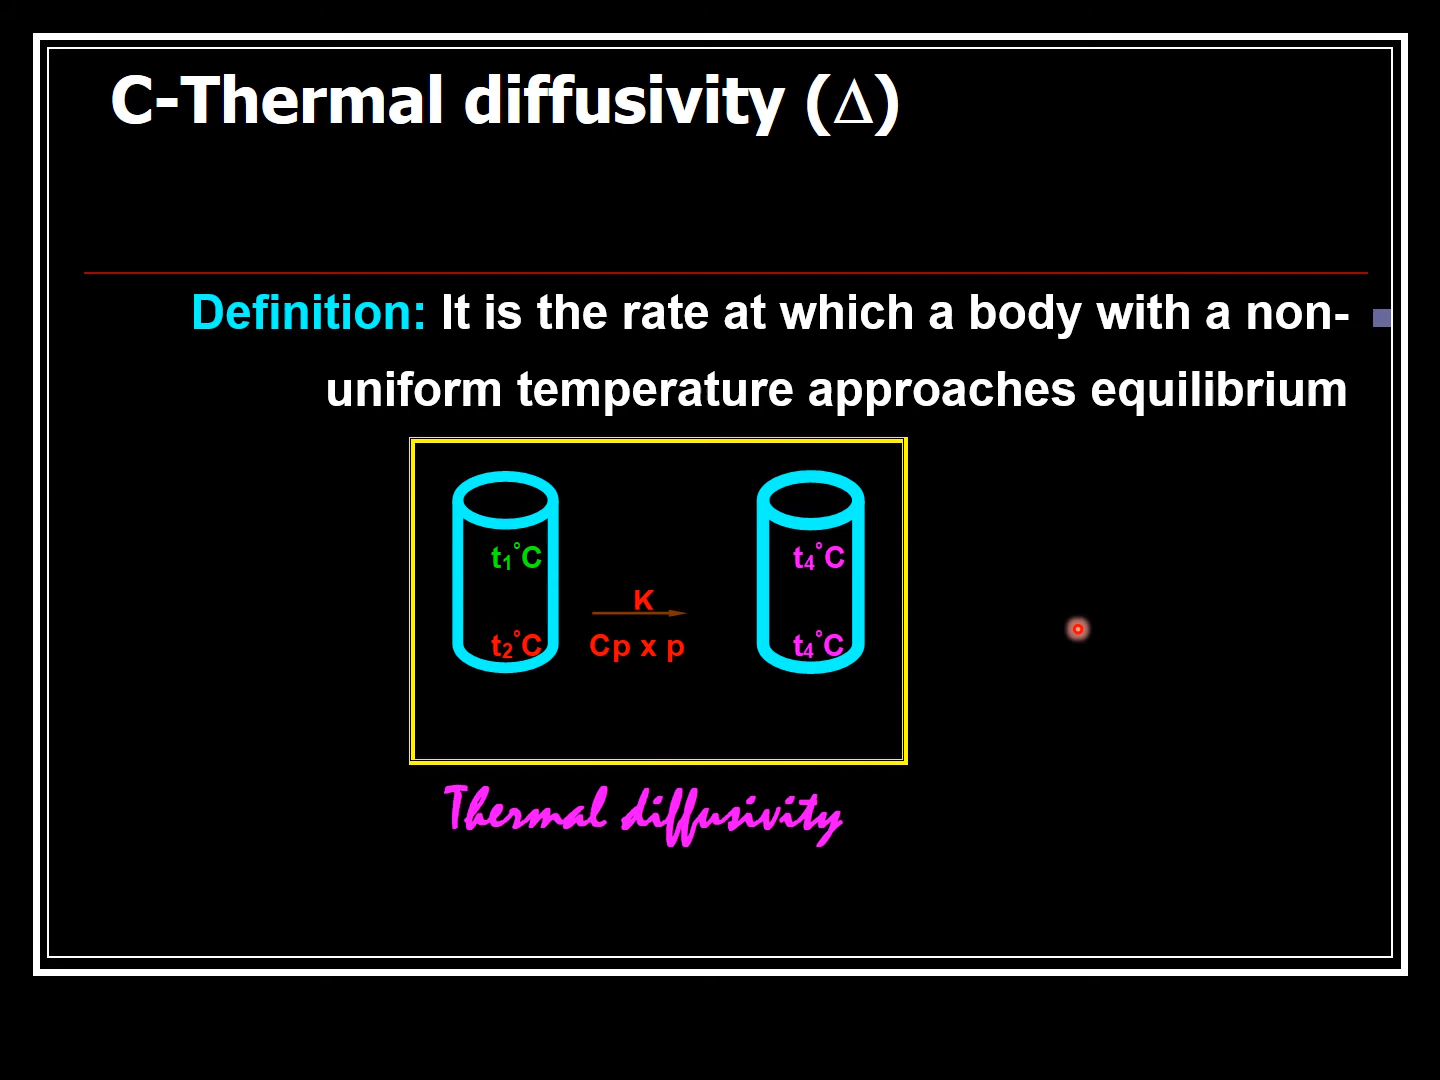 C-Thermal diffusivity (Δ)
Definition: It is the rate at which a body with a non-
uniform temperature approaches equilibrium
t₁°C
t₄°C
K
t₂°C
Cp x p
t₄°C
Thermal diffusivity